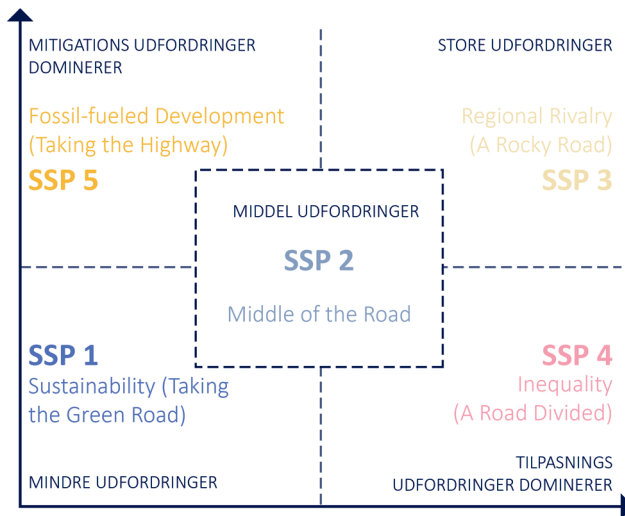 MITIGATIONS UDFORDRINGER
DOMINERER
STORE UDFORDRINGER
Fossil-fueled Development
(Taking the Highway)
SSP 5
Regional Rivalry
(A Rocky Road)
SSP 3
MIDDEL UDFORDRINGER
SSP 2
Middle of the Road
SSP 1
Sustainability (Taking
the Green Road)
SSP 4
Inequality
(A Road Divided)
MINDRE UDFORDRINGER
TILPASNINGS
UDFORDRINGER DOMINERER